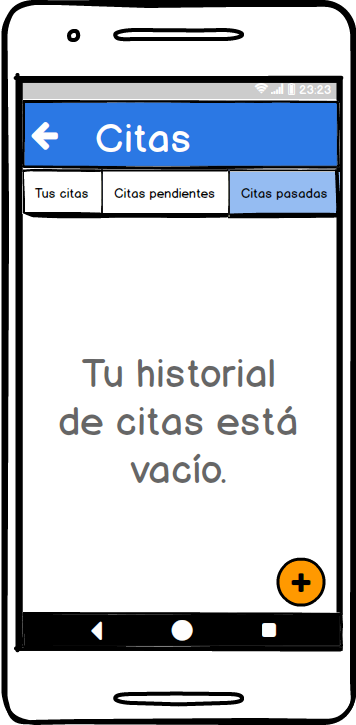 23:23
Citas
Tus citas
Citas pendientes
Citas pasadas
Tu historial
de citas está
vacío.